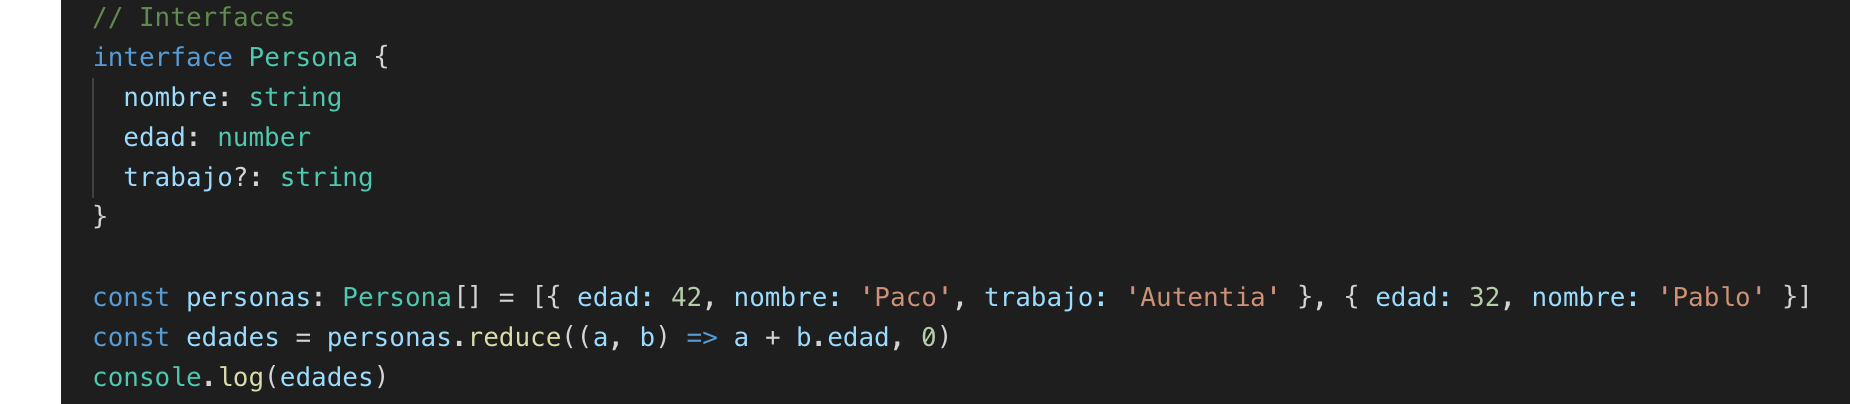 // Interfaces
interface Persona {
  nombre: string
  edad: number
  trabajo?: string
}

const personas: Persona[] = [{ edad: 42, nombre: 'Paco', trabajo: 'Autentia' }, { edad: 32, nombre: 'Pablo' }]
const edades = personas.reduce((a, b) => a + b.edad, 0)
console.log(edades)